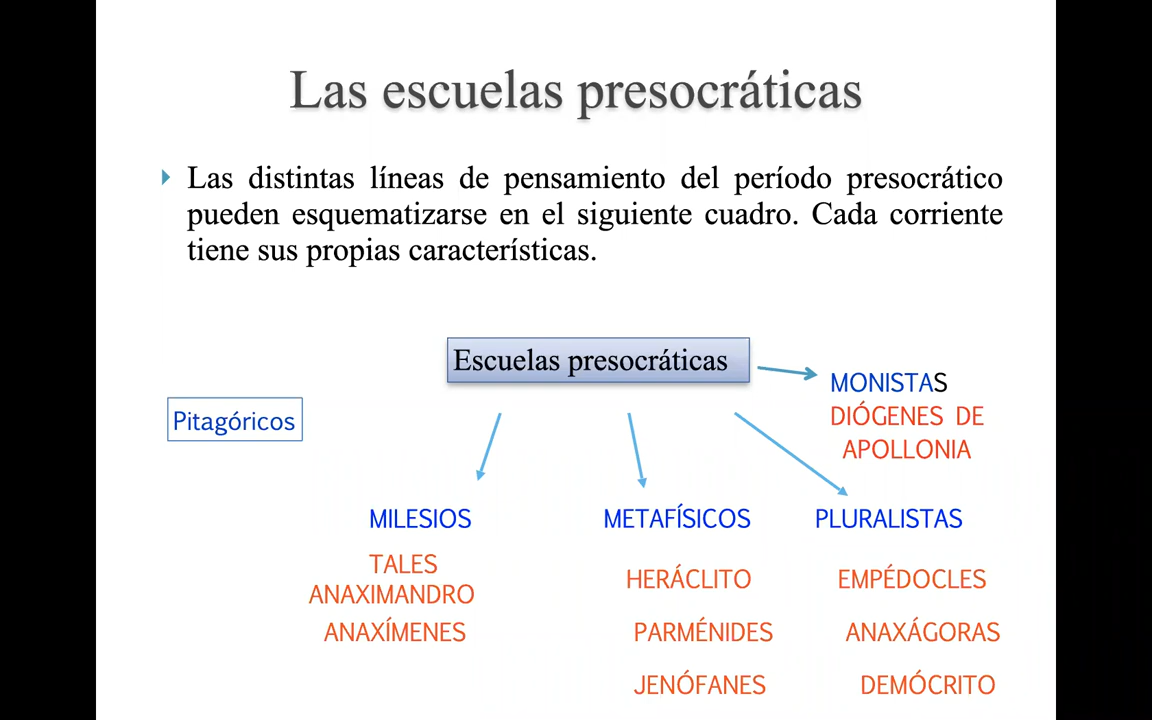 Las escuelas presocráticas
Las distintas líneas de pensamiento del período presocrático
pueden esquematizarse en el siguiente cuadro. Cada corriente
tiene sus propias características.
Escuelas presocráticas
MONISTAS
DIÓGENES DE
APOLLONIA
Pitagóricos
MILESIOS
TALES
ANAXIMANDRO
ANAXÍMENES
METAFÍSICOS
HERÁCLITO
PARMÉNIDES
JENÓFANES
PLURALISTAS
EMPÉDOCLES
ANAXÁGORAS
DEMÓCRITO